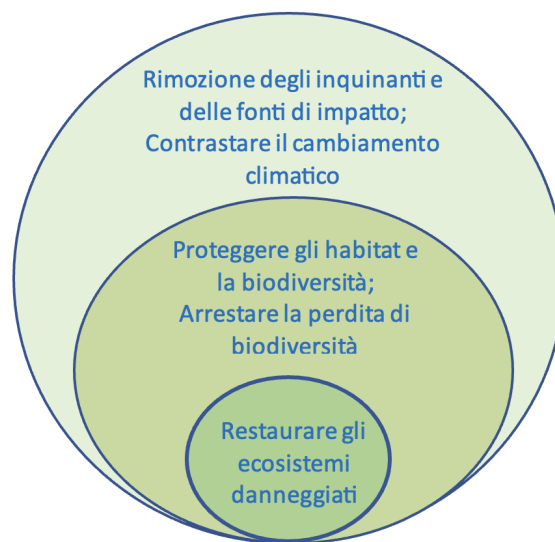 Rimozione degli inquinanti e
delle fonti di impatto;
Contrastare il cambiamento
climatico
Proteggere gli habitat e
la biodiversità;
Arrestare la perdita di
biodiversità
Restaurare gli
ecosistemi
danneggiati